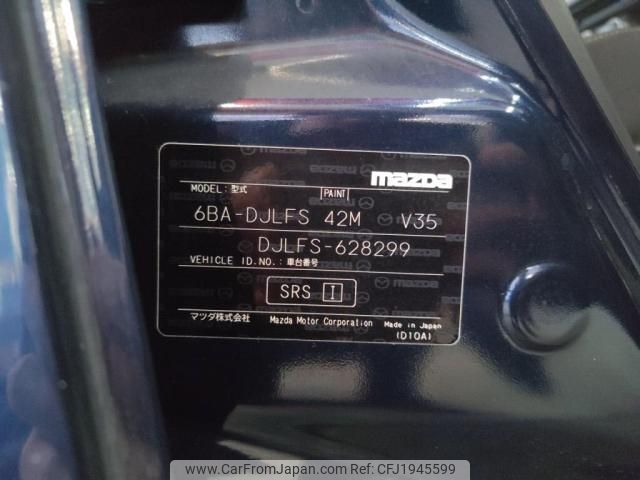 mazda
MODEL:型式 PAINT
6BA-DJLFS 42M V35
DJLFS-628299
VEHICLE ID.NO.:車台番号
SRS I
マツダ株式会社 Mazda Motor Corporation Made in Japan
(D10A)
www.CarFromJapan.com - CFJ1945599